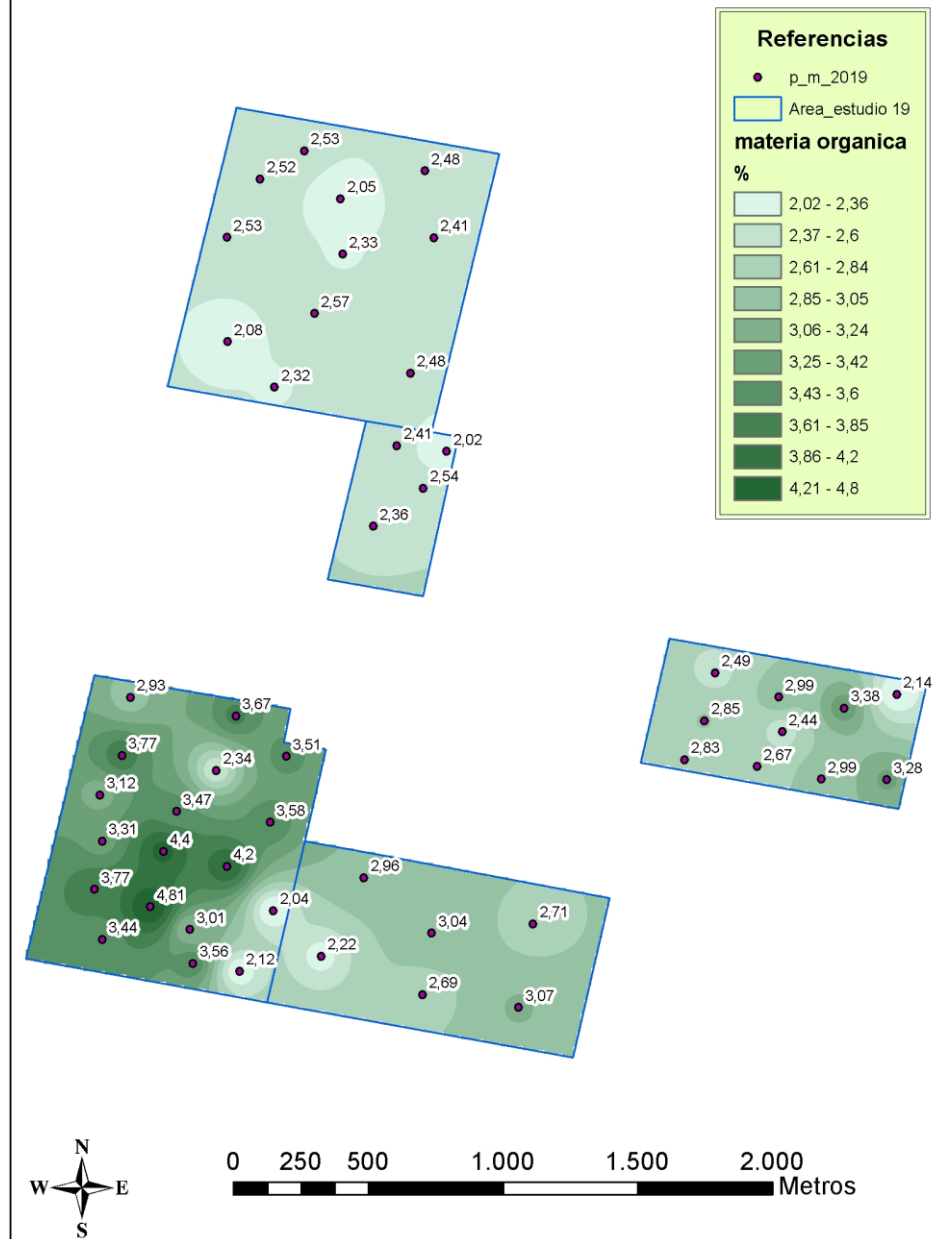 Referencias
p_m_2019
Area_estudio 19
materia organica
%
2,02 - 2,36
2,37 - 2,6
2,61 - 2,84
2,85 - 3,05
3,06 - 3,24
3,25 - 3,42
3,43 - 3,6
3,61 - 3,85
3,86 - 4,2
4,21 - 4,8
2,53
2,48
2,52
2,05
2,53
2,41
2,33
2,57
2,08
2,48
2,32
2,41
2,02
2,54
2,36
2,49
2,14
2,99
3,38
2,85
2,44
2,83
2,67
2,99
3,28
2,93
3,67
3,77
3,51
2,34
3,12
3,47
3,58
3,31
4,4
4,2
3,77
4,81
2,04
3,01
3,44
3,56
2,12
2,96
2,71
3,04
2,22
2,69
3,07
N
W E
S
0 250 500 1.000 1.500 2.000
Metros